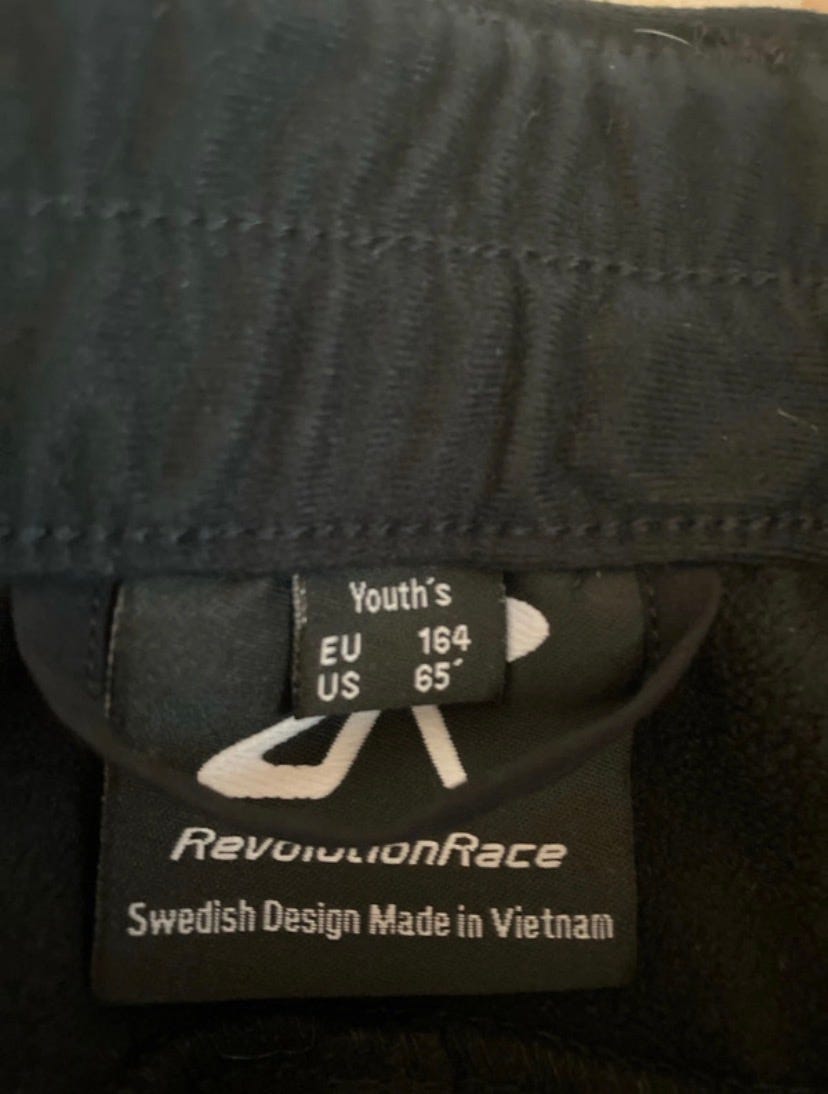 Youth´s
EU 164
US 65´
RevolutionRace
Swedish Design Made in Vietnam